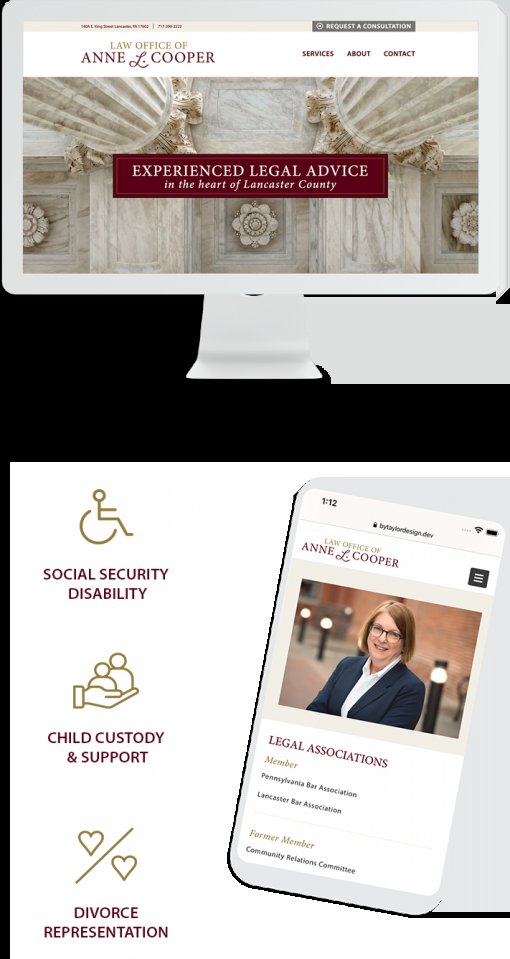 140A E. King Street Lancaster, PA 17602 | 717-390-2222
REQUEST A CONSULTATION
LAW OFFICE OF
ANNE L. COOPER
SERVICES ABOUT CONTACT
EXPERIENCED LEGAL ADVICE
in the heart of Lancaster County
SOCIAL SECURITY
DISABILITY
CHILD CUSTODY
& SUPPORT
DIVORCE
REPRESENTATION
1:12
bytaylordesign.dev
LAW OFFICE OF
ANNE L. COOPER
LEGAL ASSOCIATIONS
Member
Pennsylvania Bar Association
Lancaster Bar Association
Former Member
Community Relations Committee